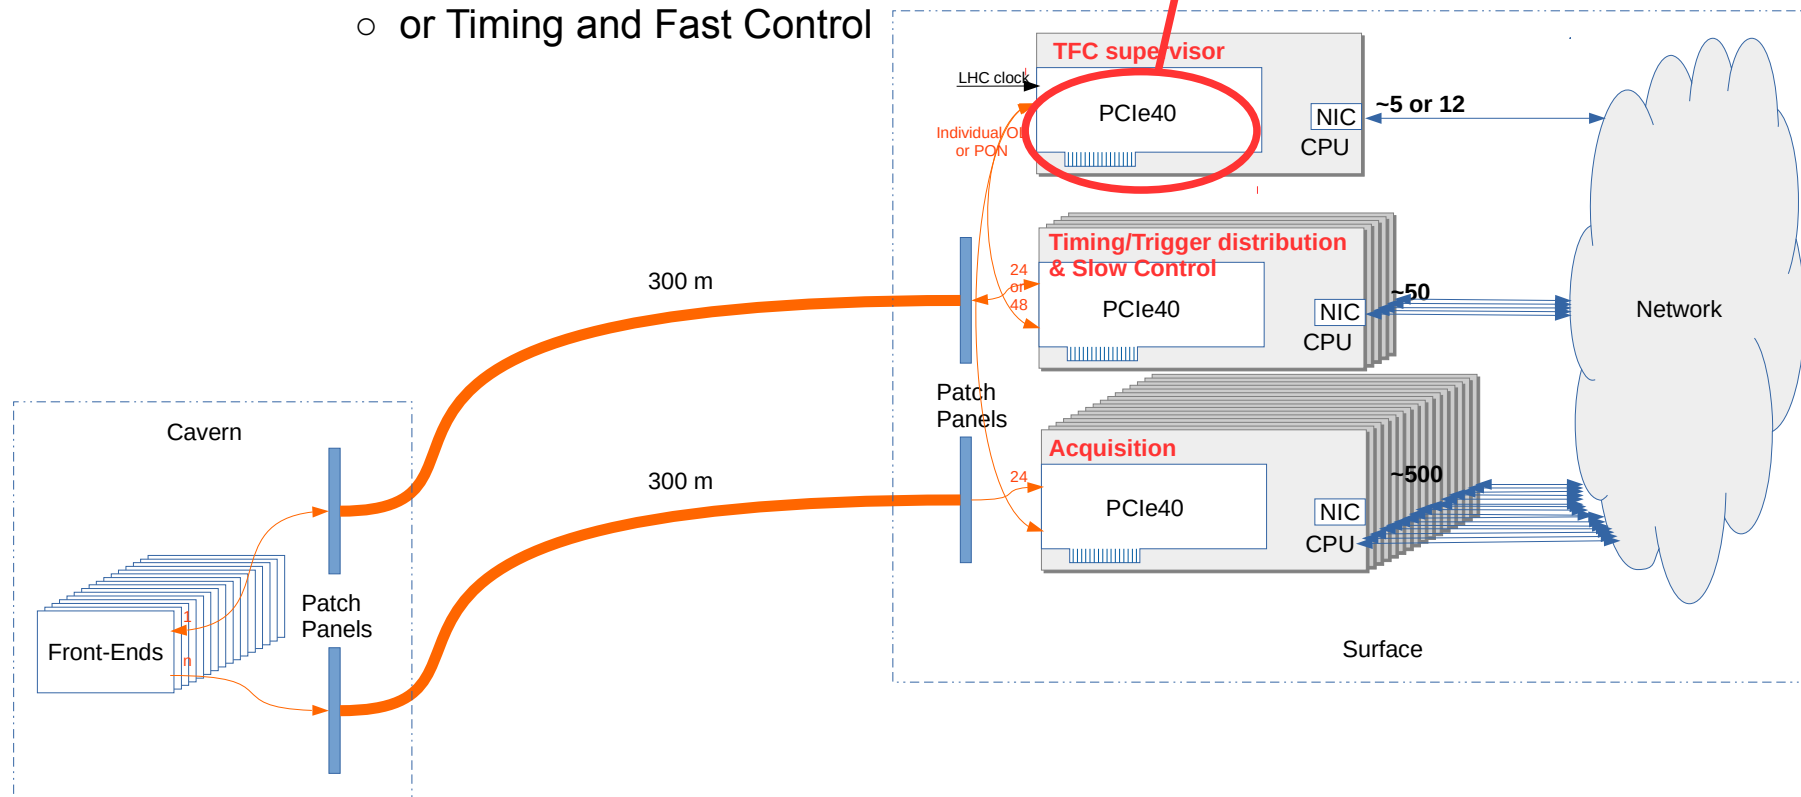 ○ or Timing and Fast Control
TFC supervisor
LHC clock
PCIe40
NIC
CPU
~5 or 12
Individual
or PON
Timing/Trigger distribution
& Slow Control
24
or
48
PCIe40
NIC
CPU
~50
Network
300 m
Patch
Panels
Acquisition
24
PCIe40
NIC
CPU
~500
300 m
Cavern
Patch
Panels
Front-Ends
1
n
Surface